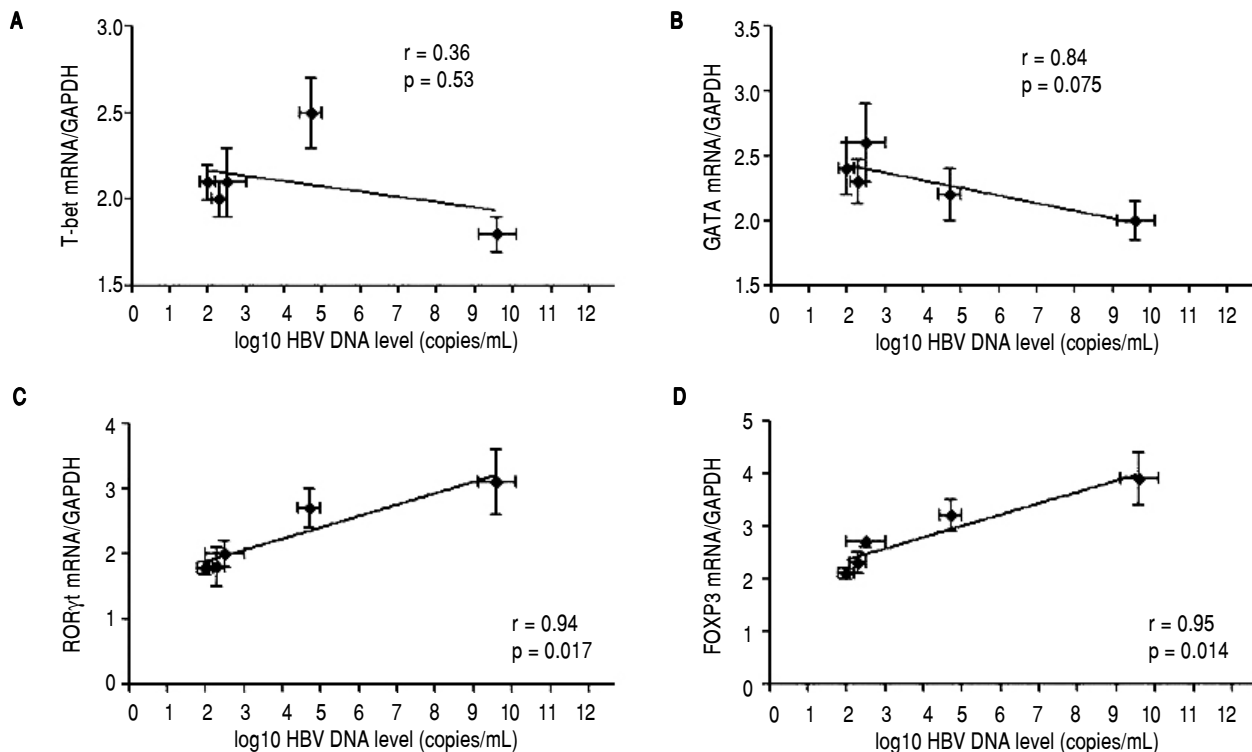 A
T-bet mRNA/GAPDH
3.0
2.5
2.0
1.5
r = 0.36
p = 0.53
0 1 2 3 4 5 6 7 8 9 10 11 12
log10 HBV DNA level (copies/mL)
B
GATA mRNA/GAPDH
3.5
3.0
2.5
2.0
1.5
r = 0.84
p = 0.075
0 1 2 3 4 5 6 7 8 9 10 11 12
log10 HBV DNA level (copies/mL)
C
RORγt mRNA/GAPDH
4
3
2
1
0
r = 0.94
p = 0.017
0 1 2 3 4 5 6 7 8 9 10 11 12
log10 HBV DNA level (copies/mL)
D
FOXP3 mRNA/GAPDH
5
4
3
2
1
0
r = 0.95
p = 0.014
0 1 2 3 4 5 6 7 8 9 10 11 12
log10 HBV DNA level (copies/mL)